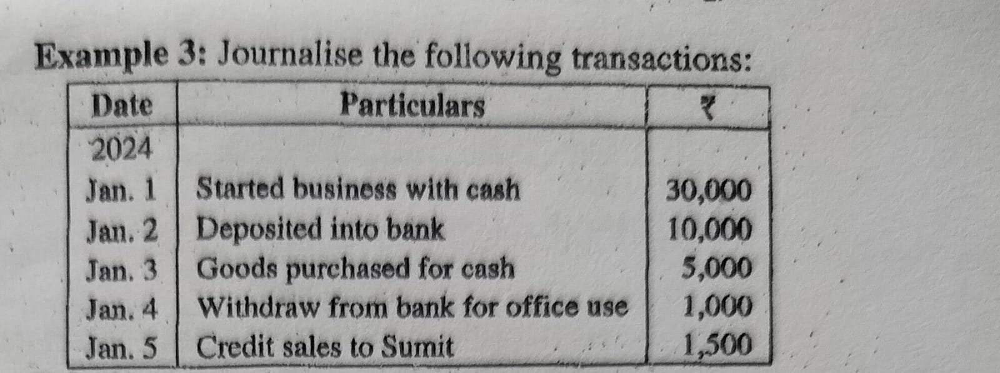 Example 3: Journalise the following transactions:
Date Particulars ₹
2024
Jan. 1 Started business with cash 30,000
Jan. 2 Deposited into bank 10,000
Jan. 3 Goods purchased for cash 5,000
Jan. 4 Withdraw from bank for office use 1,000
Jan. 5 Credit sales to Sumit 1,500